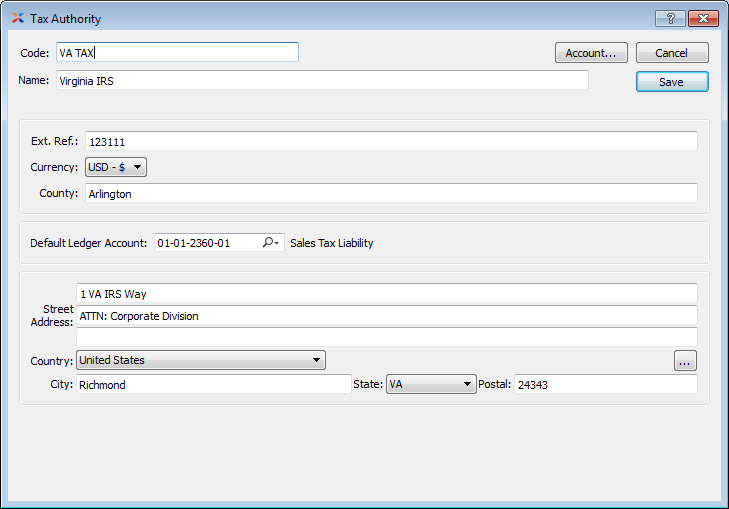 Tax Authority
?
Code: VA TAX Account... Cancel
Name: Virginia IRS Save
Ext. Ref.: 123111
Currency: USD - $
County: Arlington
Default Ledger Account: 01-01-2360-01 Sales Tax Liability
Street Address: 1 VA IRS Way
ATTN: Corporate Division
Country: United States ...
City: Richmond State: VA Postal: 24343